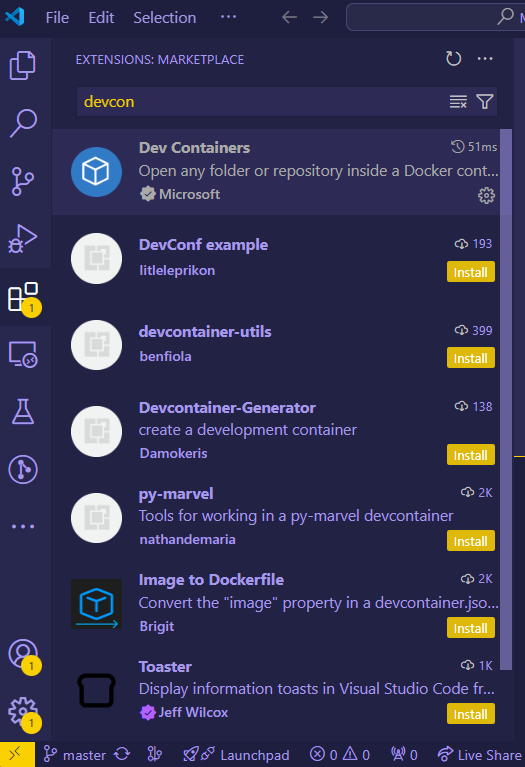 File Edit Selection ···
EXTENSIONS: MARKETPLACE ···
devcon
Dev Containers 51ms
Open any folder or repository inside a Docker cont...
Microsoft
DevConf example 193
litleleprikon Install
devcontainer-utils 399
benfiola Install
Devcontainer-Generator 138
create a development container
Damokeris Install
py-marvel 2K
Tools for working in a py-marvel devcontainer
nathandemaria Install
Image to Dockerfile 2K
Convert the "image" property in a devcontainer.jso...
Brigit Install
Toaster 1K
Display information toasts in Visual Studio Code fr...
Jeff Wilcox Install
1
1
1
master Launchpad 0 0 0 Live Share